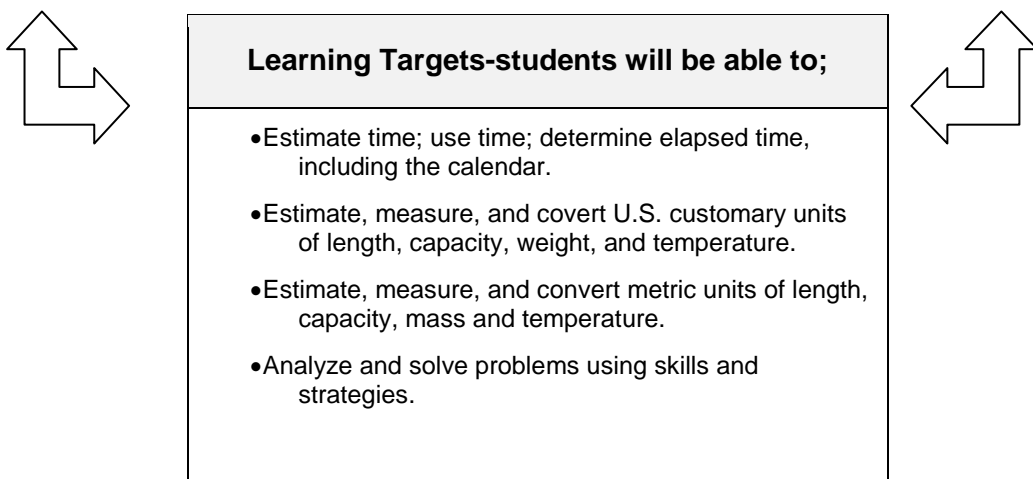 Learning Targets-students will be able to;
•Estimate time; use time; determine elapsed time,
including the calendar.
•Estimate, measure, and covert U.S. customary units
of length, capacity, weight, and temperature.
•Estimate, measure, and convert metric units of length,
capacity, mass and temperature.
•Analyze and solve problems using skills and
strategies.